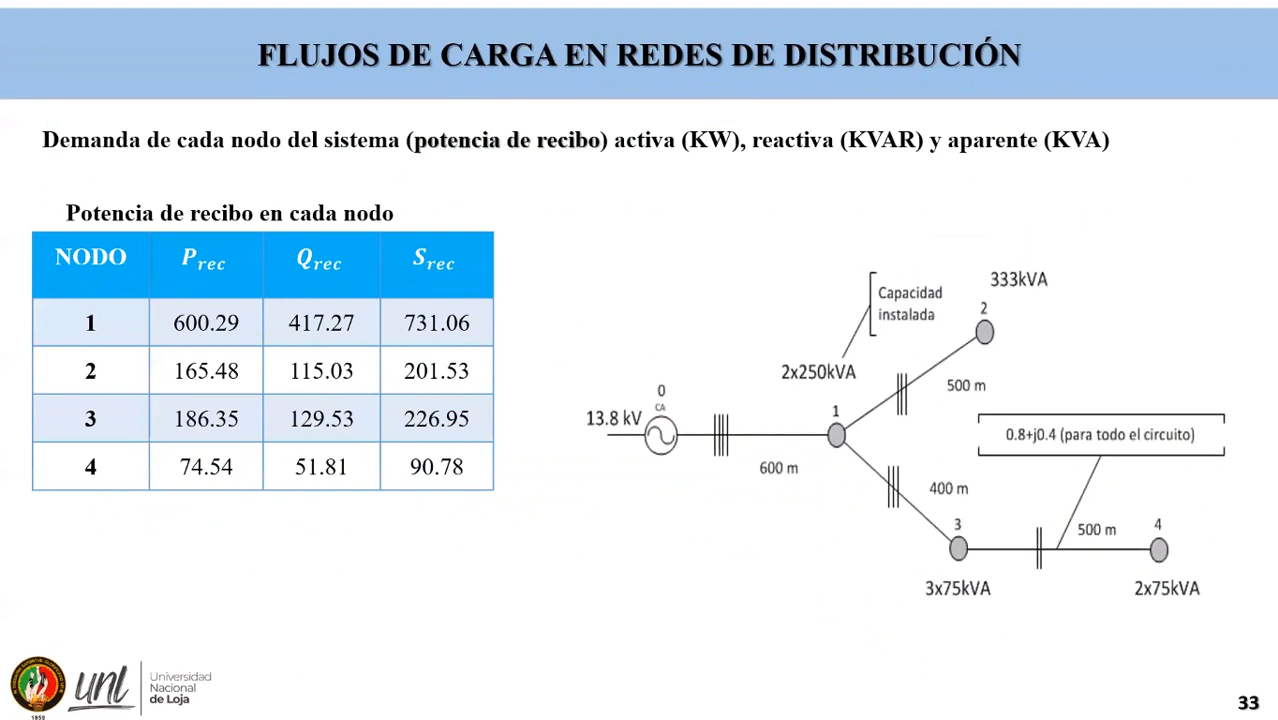 FLUJOS DE CARGA EN REDES DE DISTRIBUCIÓN
Demanda de cada nodo del sistema (potencia de recibo) activa (KW), reactiva (KVAR) y aparente (KVA)
Potencia de recibo en cada nodo
NODO P_rec Q_rec S_rec
1 600.29 417.27 731.06
2 165.48 115.03 201.53
3 186.35 129.53 226.95
4 74.54 51.81 90.78
333kVA
Capacidad
instalada
2
2x250kVA
500 m
0
CA
13.8 kV
1
0.8+j0.4 (para todo el circuito)
600 m
400 m
3
500 m
4
3x75kVA
2x75kVA
1859
unl
Universidad
Nacional
de Loja
33